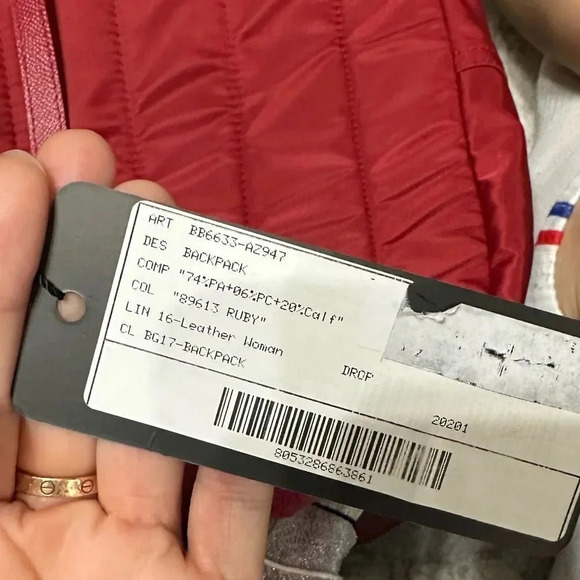 ART BB6633-AZ947
DES BACKPACK
COMP "74%PA+06%PC+20%Calf"
COL "89613 RUBY"
LIN 16-Leather Woman
CL BG17-BACKPACK
DROP
20201
8053286863861